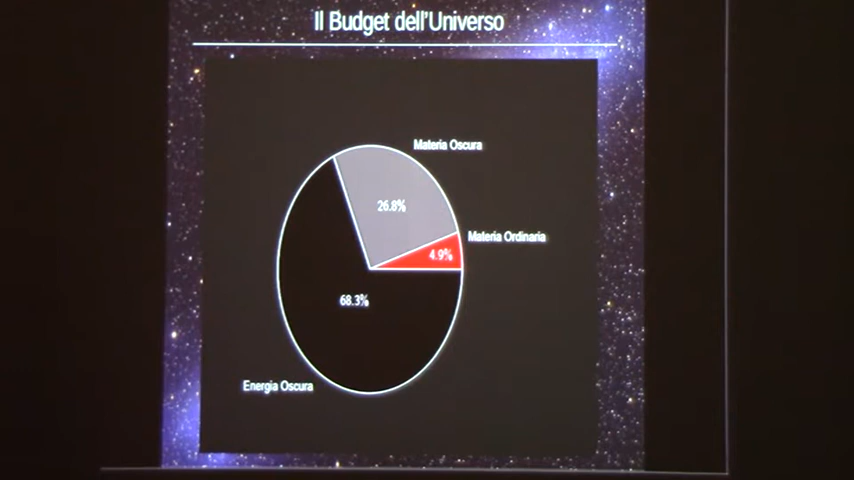 Il Budget dell'Universo
Materia Oscura
26.8%
Materia Ordinaria
4.9%
68.3%
Energia Oscura